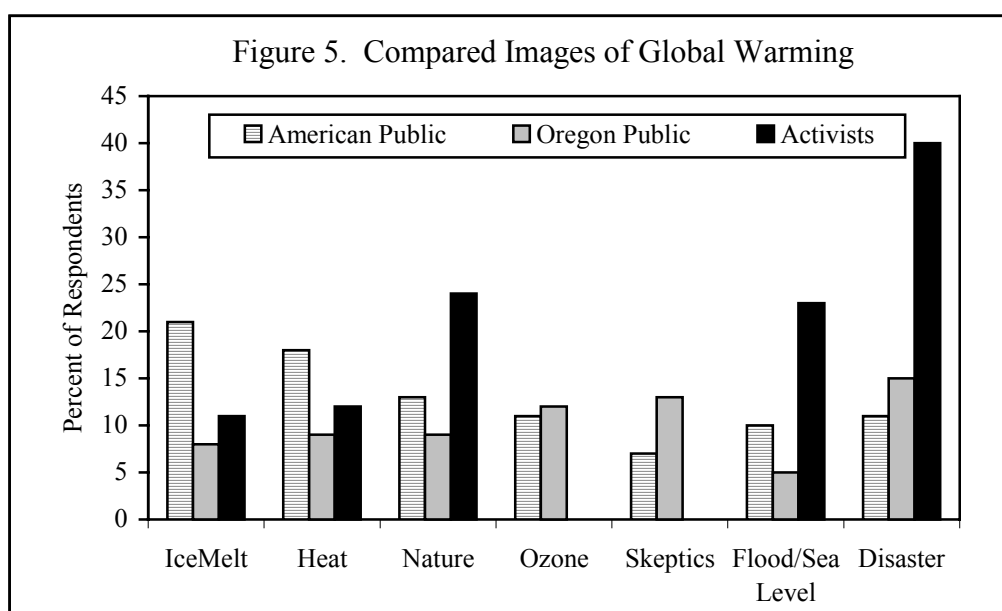 Figure 5. Compared Images of Global Warming
Percent of Respondents
45
40
35
30
25
20
15
10
5
0
American Public Oregon Public Activists
IceMelt Heat Nature Ozone Skeptics Flood/Sea Disaster
Level